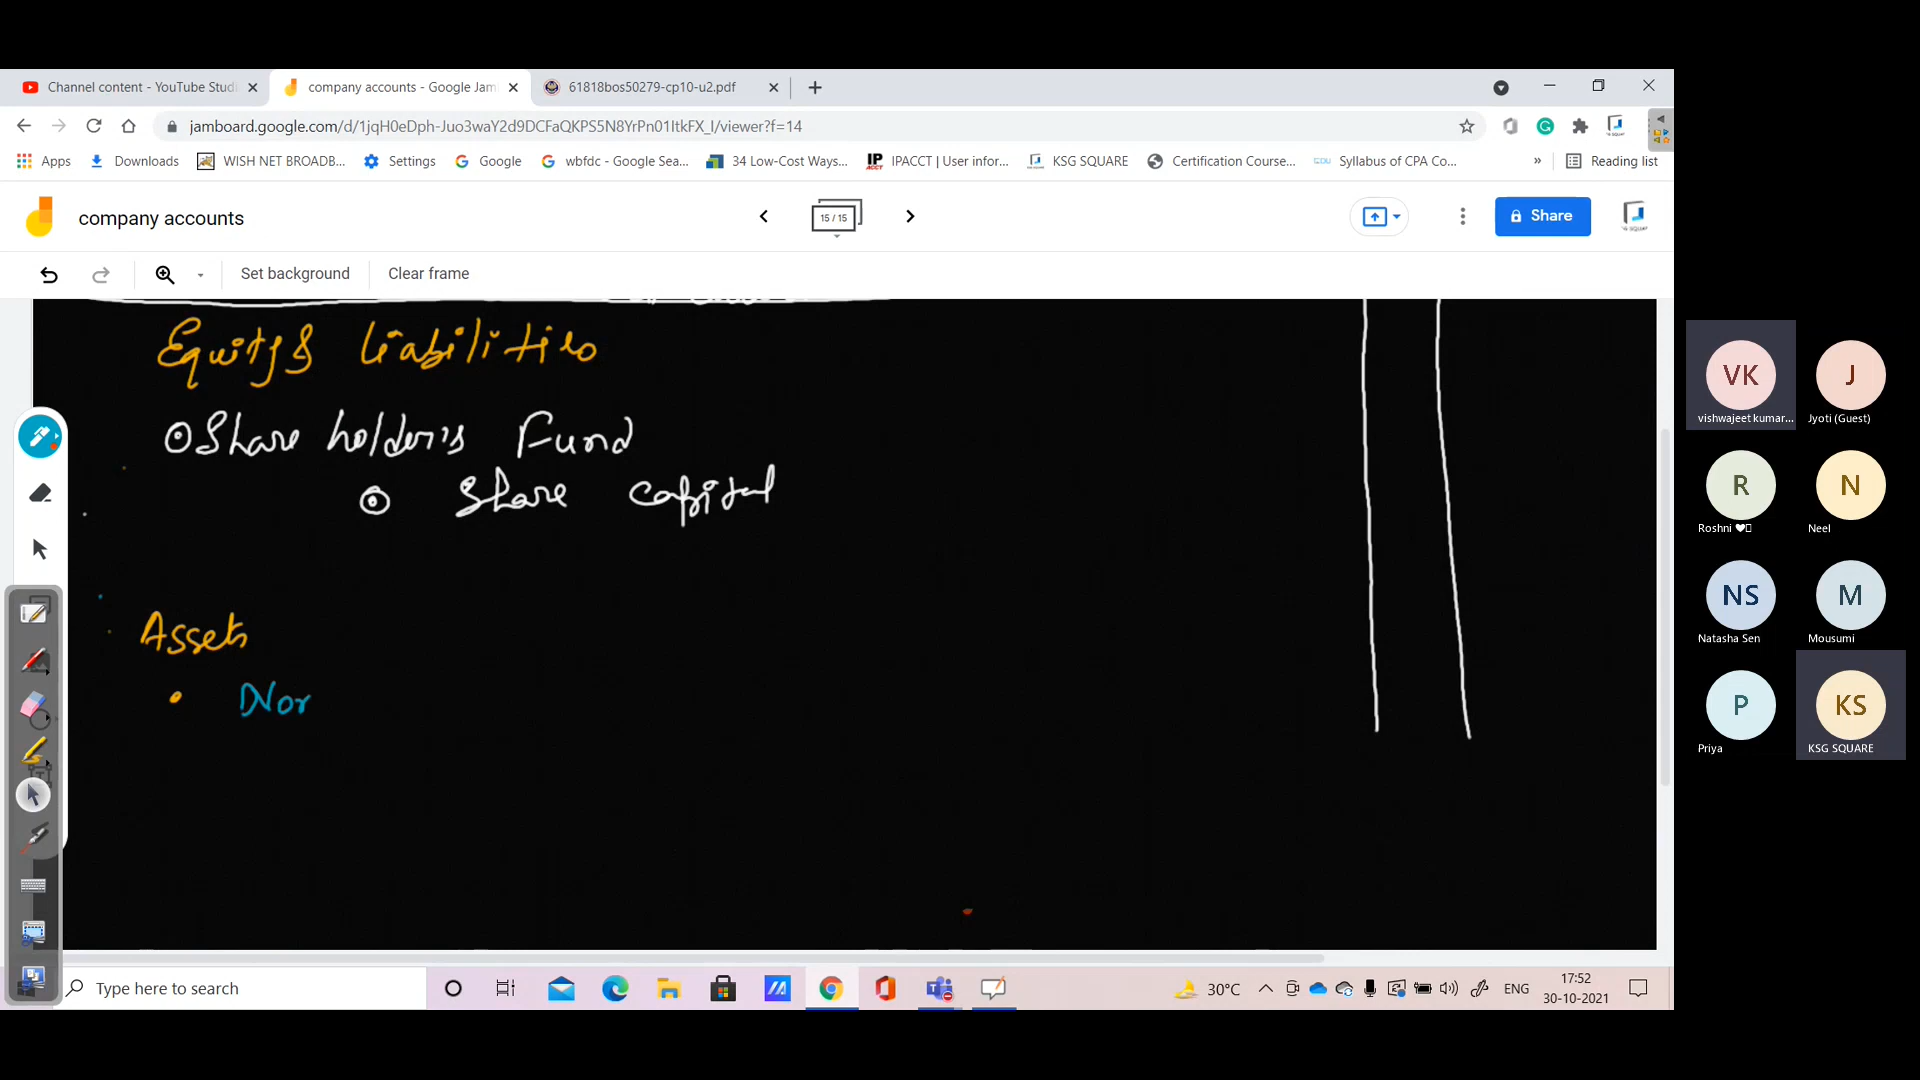 Channel content - YouTube Studi
company accounts - Google Jam
61818bos50279-cp10-u2.pdf
jamboard.google.com/d/1jqH0eDph-Juo3waY2d9DCFaQKPS5N8YrPn01ItkFX_I/viewer?f=14
Apps
Downloads
WISH NET BROADB...
Settings
Google
wbfdc - Google Sea...
34 Low-Cost Ways...
IPACCT | User infor...
KSG SQUARE
Certification Course...
Syllabus of CPA Co...
»
Reading list
company accounts
15 / 15
Share
Set background
Clear frame
Equity & liabilities
Share holder's Fund
Share capital
Assets
Non
VK
vishwajeet kumar...
J
Jyoti (Guest)
R
Roshni
N
Neel
NS
Natasha Sen
M
Mousumi
P
Priya
KS
KSG SQUARE
Type here to search
30°C
ENG
17:52
30-10-2021